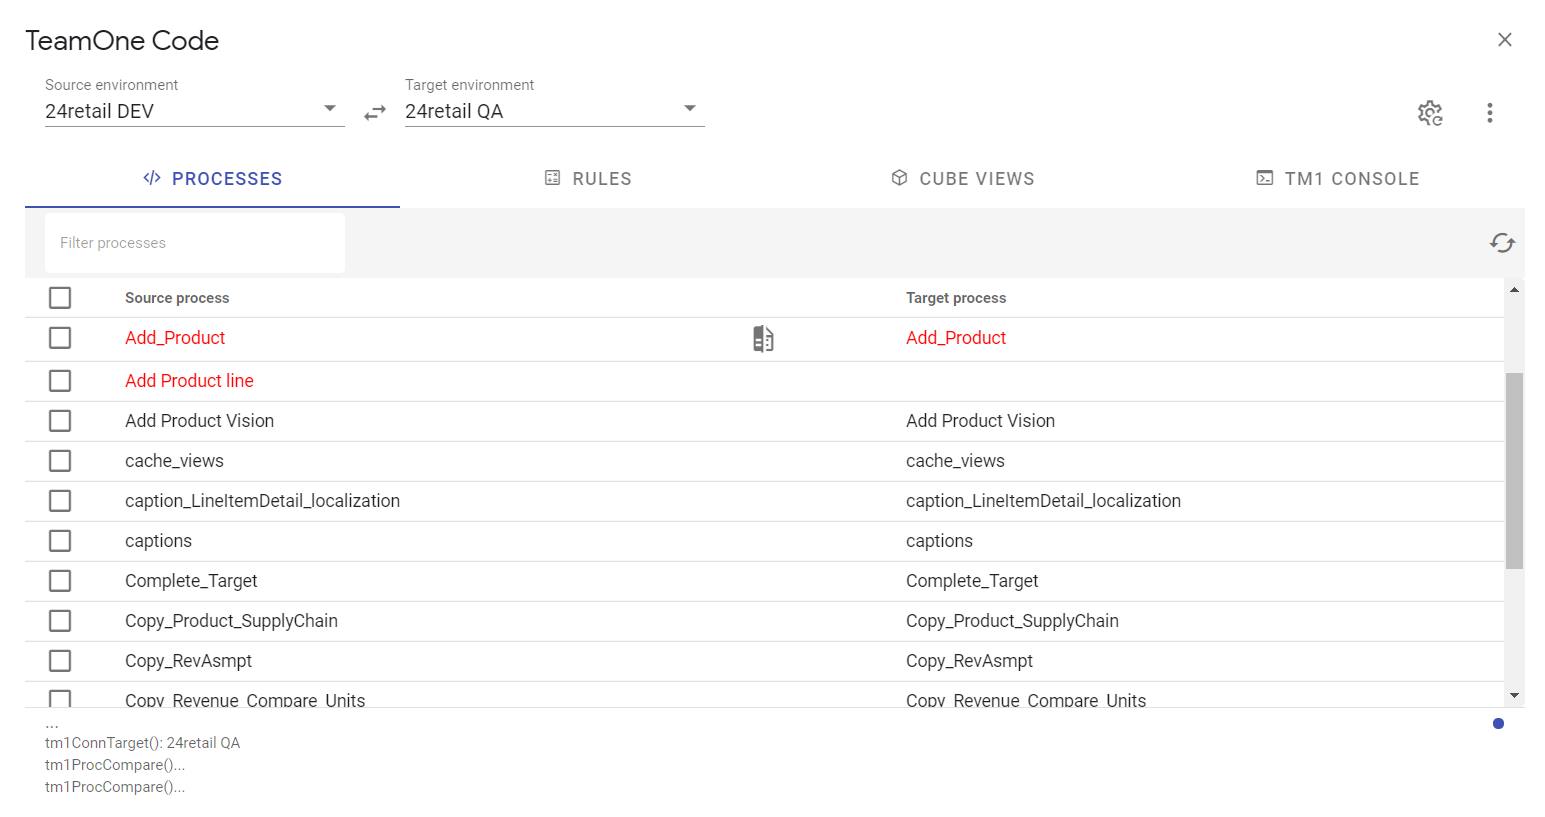 TeamOne Code
Source environment
Target environment
24retail DEV
24retail QA
PROCESSES
RULES
CUBE VIEWS
TM1 CONSOLE
Filter processes
Source process
Target process
Add_Product
Add_Product
Add Product line
Add Product Vision
Add Product Vision
cache_views
cache_views
caption_LineItemDetail_localization
caption_LineItemDetail_localization
captions
captions
Complete_Target
Complete_Target
Copy_Product_SupplyChain
Copy_Product_SupplyChain
Copy_RevAsmpt
Copy_RevAsmpt
Copy_Revenue_Compare_Units
Copy_Revenue_Compare_Units
...
tm1ConnTarget(): 24retail QA
tm1ProcCompare()...
tm1ProcCompare()...